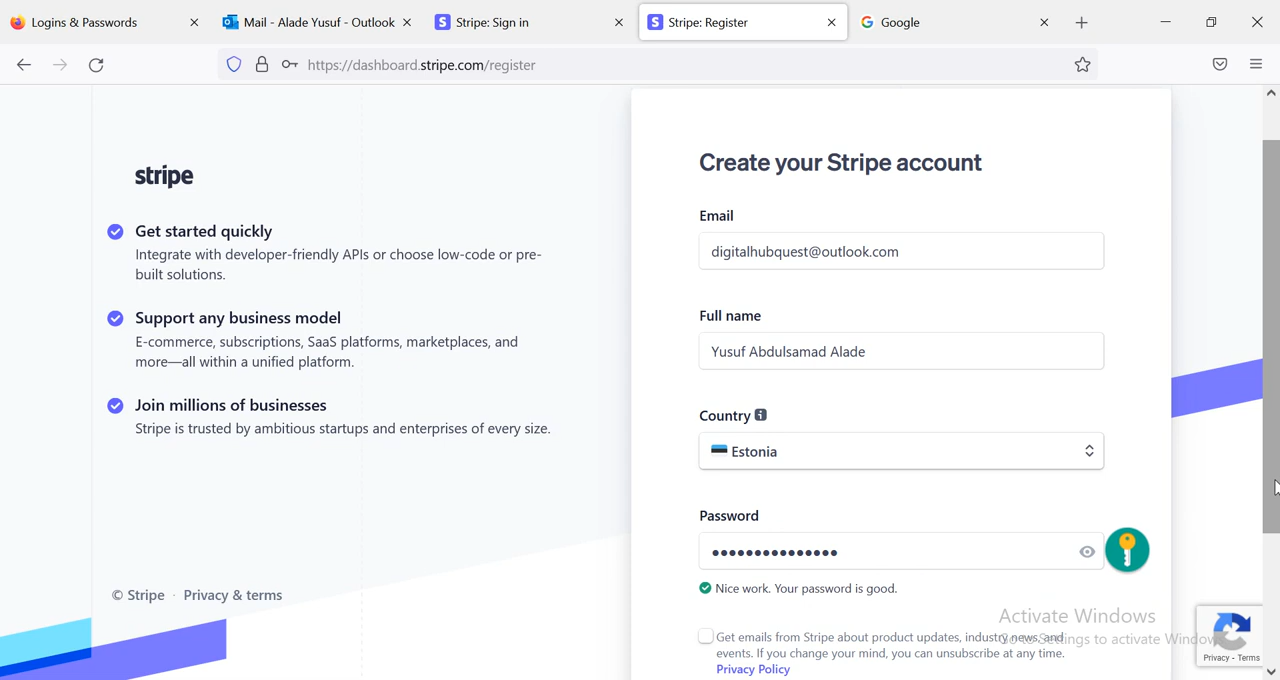 Logins & Passwords
Mail - Alade Yusuf - Outlook
Stripe: Sign in
Stripe: Register
Google
https://dashboard.stripe.com/register
stripe
Get started quickly
Integrate with developer-friendly APIs or choose low-code or pre-
built solutions.
Support any business model
E-commerce, subscriptions, SaaS platforms, marketplaces, and
more—all within a unified platform.
Join millions of businesses
Stripe is trusted by ambitious startups and enterprises of every size.
© Stripe · Privacy & terms
Create your Stripe account
Email
digitalhubquest@outlook.com
Full name
Yusuf Abdulsamad Alade
Country
Estonia
Password
•••••••••••••••
Nice work. Your password is good.
Get emails from Stripe about product updates, industry news, and
events. If you change your mind, you can unsubscribe at any time.
Privacy Policy
Activate Windows
Go to Settings to activate Windows
Privacy - Terms